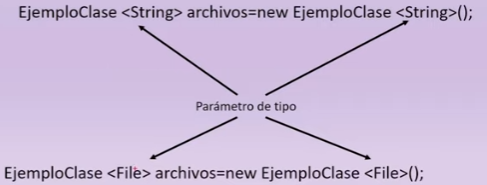 EjemploClase <String> archivos=new EjemploClase <String>();
Parámetro de tipo
EjemploClase <File> archivos=new EjemploClase <File>();